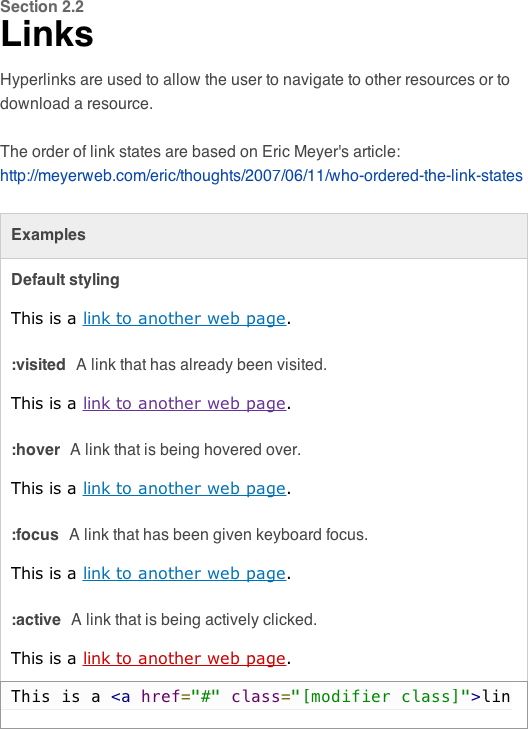 Section 2.2
Links
Hyperlinks are used to allow the user to navigate to other resources or to
download a resource.
The order of link states are based on Eric Meyer's article:
http://meyerweb.com/eric/thoughts/2007/06/11/who-ordered-the-link-states
Examples
Default styling
This is a link to another web page.
:visited A link that has already been visited.
This is a link to another web page.
:hover A link that is being hovered over.
This is a link to another web page.
:focus A link that has been given keyboard focus.
This is a link to another web page.
:active A link that is being actively clicked.
This is a link to another web page.
This is a <a href="#" class="[modifier class]">lin